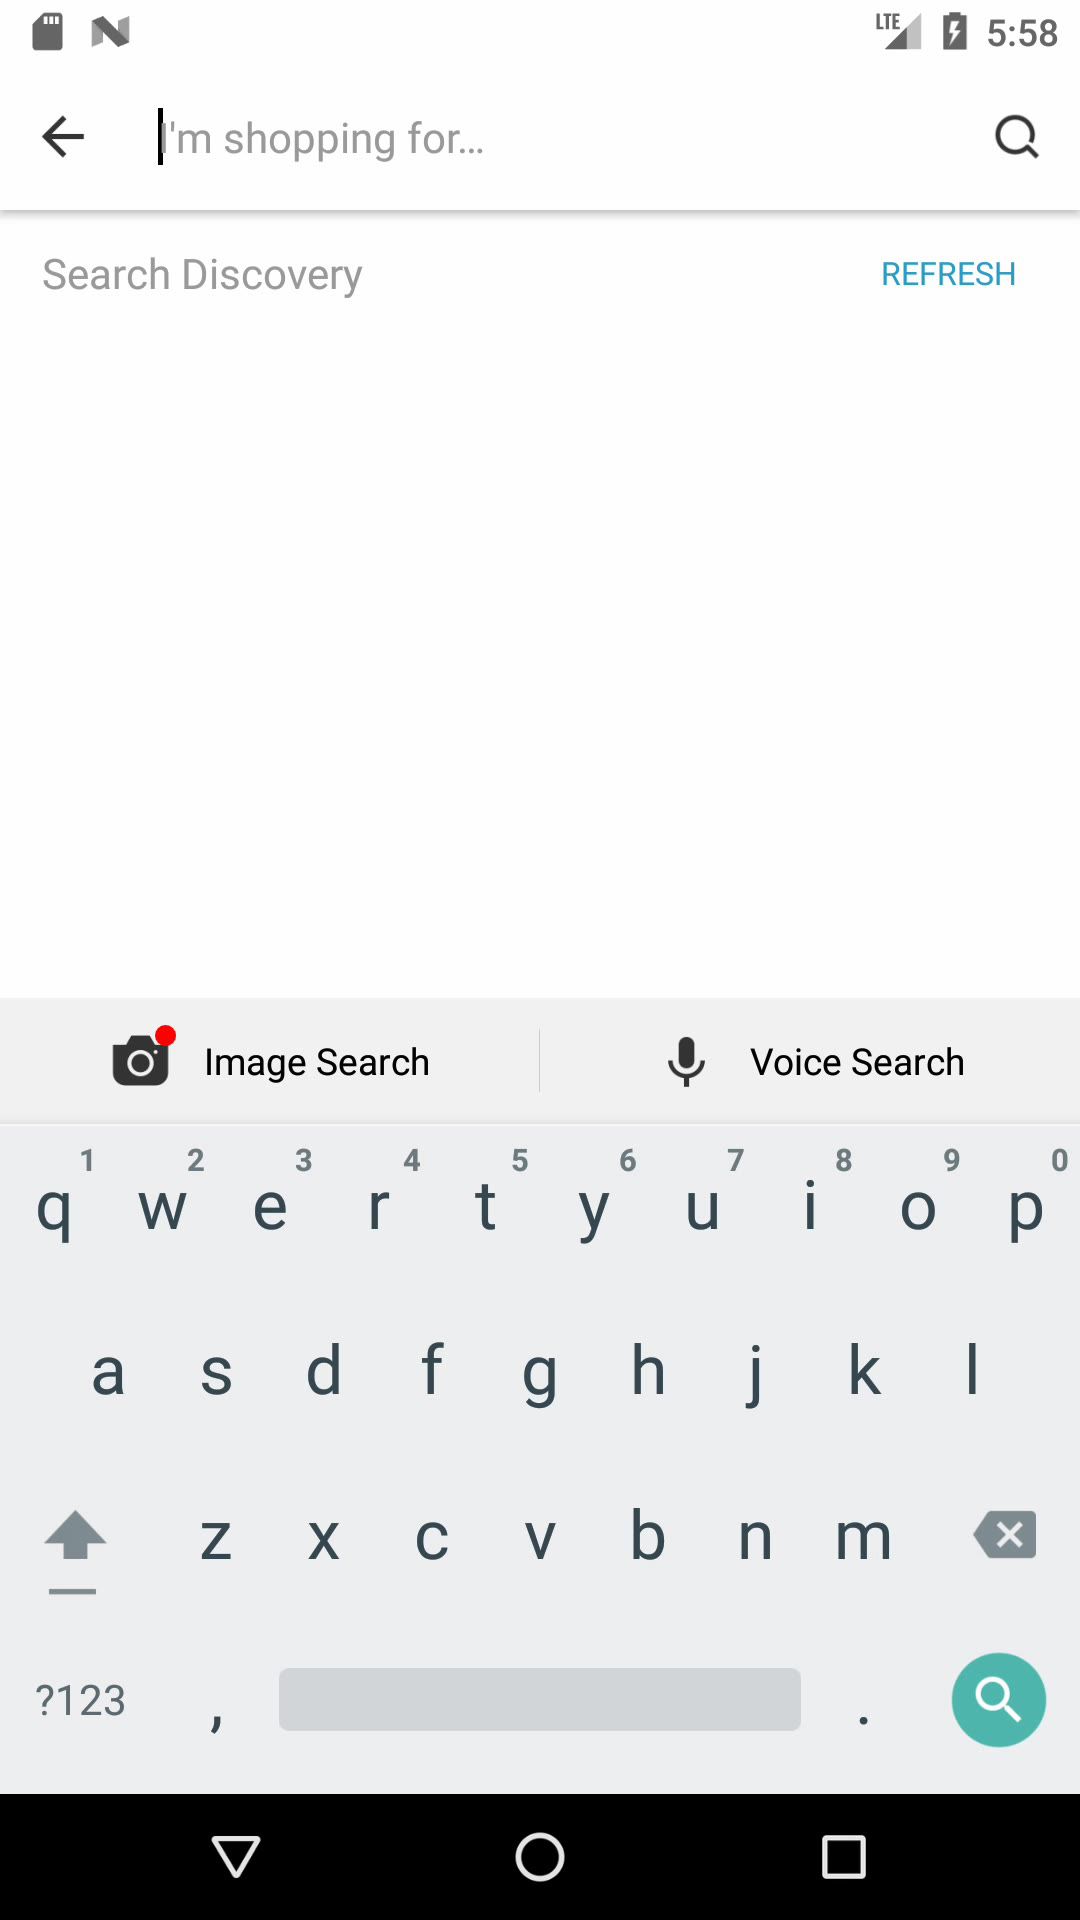 LTE 5:58
I'm shopping for...
Search Discovery REFRESH
Image Search Voice Search
1 2 3 4 5 6 7 8 9 0
q w e r t y u i o p
a s d f g h j k l
z x c v b n m
?123 , .